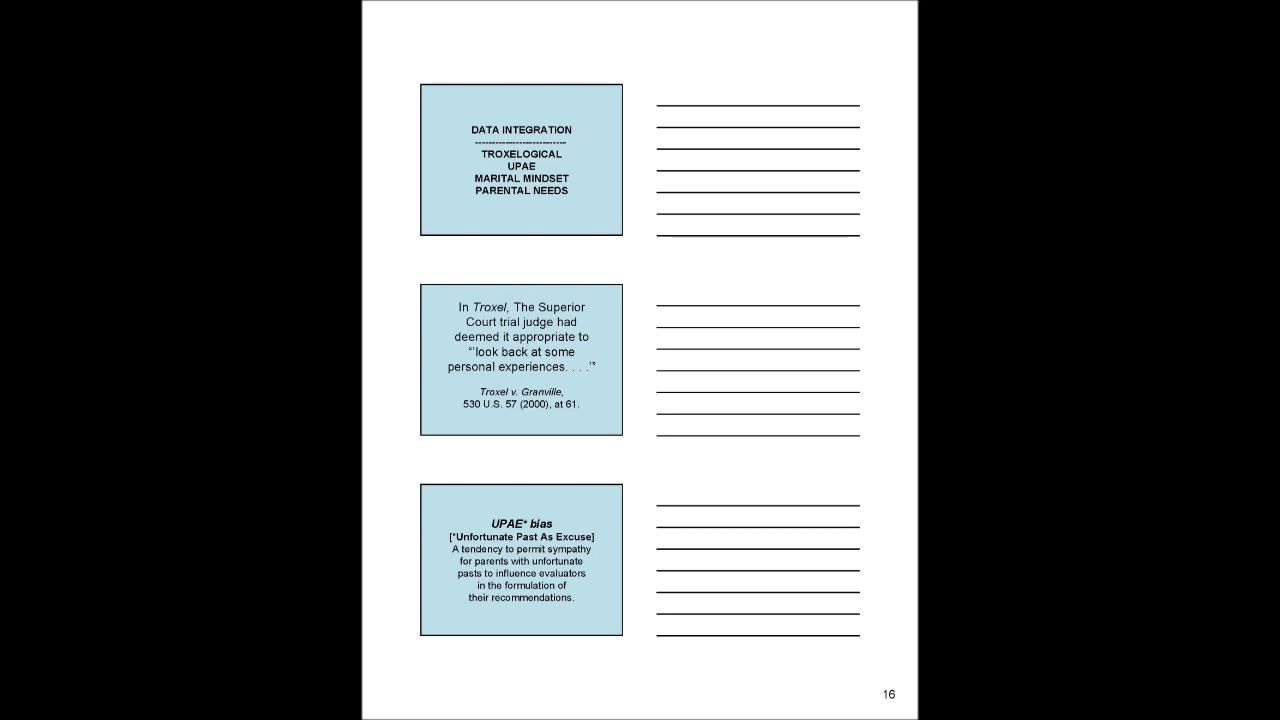 DATA INTEGRATION
---------------------------
TROXELOGICAL
UPAE
MARITAL MINDSET
PARENTAL NEEDS
In Troxel, The Superior
Court trial judge had
deemed it appropriate to
“‘look back at some
personal experiences. . . .’”
Troxel v. Granville,
530 U.S. 57 (2000), at 61.
UPAE* bias
[*Unfortunate Past As Excuse]
A tendency to permit sympathy
for parents with unfortunate
pasts to influence evaluators
in the formulation of
their recommendations.
16